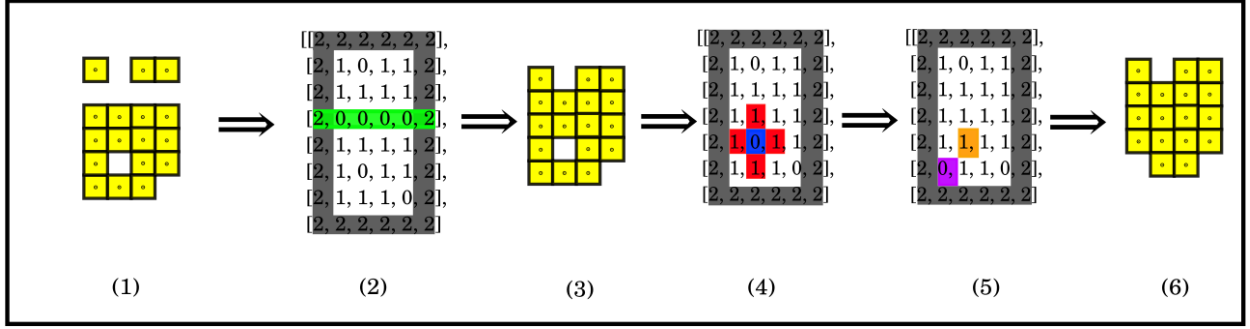 [[2, 2, 2, 2, 2, 2],
[2, 1, 0, 1, 1, 2],
[2, 1, 1, 1, 1, 2],
[2, 0, 0, 0, 0, 2],
[2, 1, 1, 1, 1, 2],
[2, 1, 0, 1, 1, 2],
[2, 1, 1, 1, 0, 2],
[2, 2, 2, 2, 2, 2],
[[2, 2, 2, 2, 2, 2],
[2, 1, 0, 1, 1, 2],
[2, 1, 1, 1, 1, 2],
[2, 1, 1, 1, 1, 2],
[2, 1, 0, 1, 1, 2],
[2, 1, 1, 1, 0, 2],
[2, 2, 2, 2, 2, 2],
[[2, 2, 2, 2, 2, 2],
[2, 1, 0, 1, 1, 2],
[2, 1, 1, 1, 1, 2],
[2, 1, 1, 1, 1, 2],
[2, 1, 1, 1, 1, 2],
[2, 0, 1, 1, 0, 2],
[2, 2, 2, 2, 2, 2],
(1) (2) (3) (4) (5) (6)